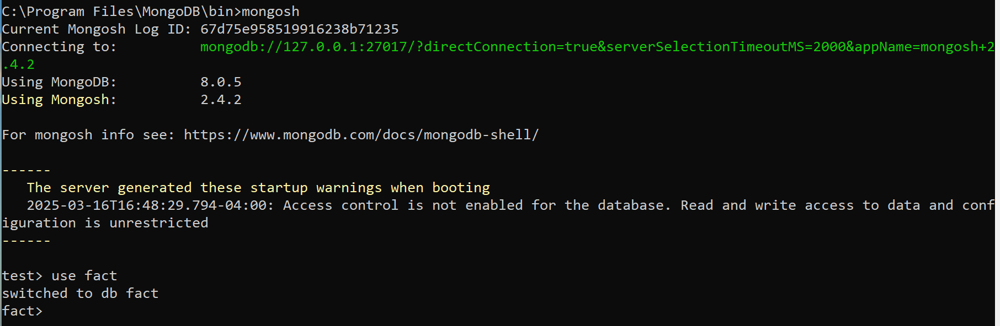 C:\Program Files\MongoDB\bin>mongosh
Current Mongosh Log ID: 67d75e958519916238b71235
Connecting to:          mongodb://127.0.0.1:27017/?directConnection=true&serverSelectionTimeoutMS=2000&appName=mongosh+2
.4.2
Using MongoDB:          8.0.5
Using Mongosh:          2.4.2

For mongosh info see: https://www.mongodb.com/docs/mongodb-shell/

------
   The server generated these startup warnings when booting
   2025-03-16T16:48:29.794-04:00: Access control is not enabled for the database. Read and write access to data and conf
iguration is unrestricted
------

test> use fact
switched to db fact
fact>